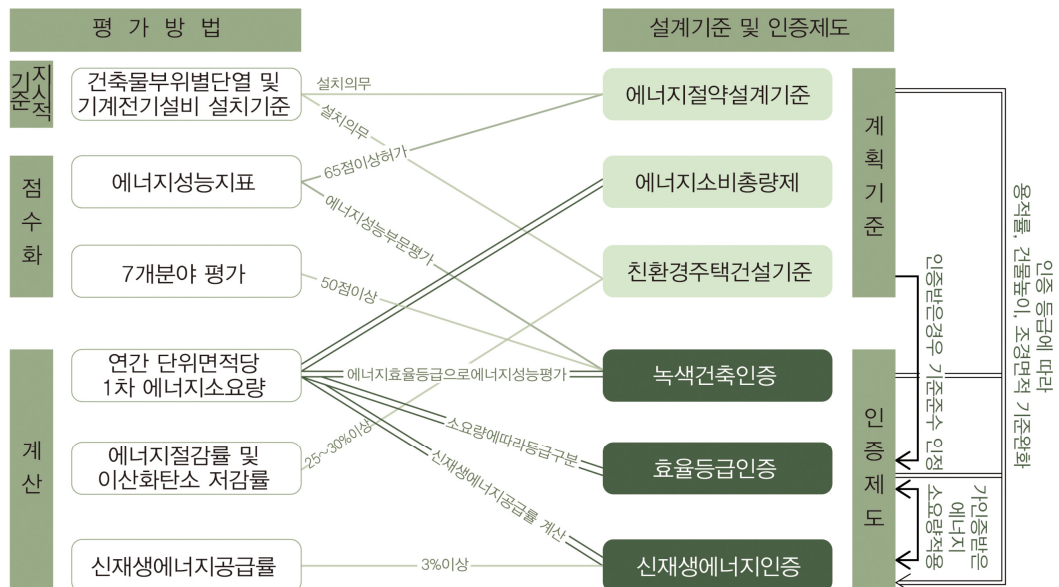 평 가 방 법
설계기준 및 인증제도
지시적
기준
건축물부위별단열 및
기계전기설비 설치기준
설치의무
설치의무
에너지절약설계기준
계획기준
점수화
에너지성능지표
65점이상허가
에너지성능부문평가
에너지소비총량제
7개분야 평가
50점이상
친환경주택건설기준
인증받은경우 기준준수 인정
인증 등급에 따라
용적률, 건물높이, 조경면적 기준완화
계산
연간 단위면적당
1차 에너지소요량
에너지효율등급으로에너지성능평가
녹색건축인증
인증제도
에너지절감률 및
이산화탄소 저감률
25~30%이상
소요량에따라등급구분
신재생에너지공급률 계산
효율등급인증
가인증받은
에너지
소요량적용
신재생에너지공급률
3%이상
신재생에너지인증